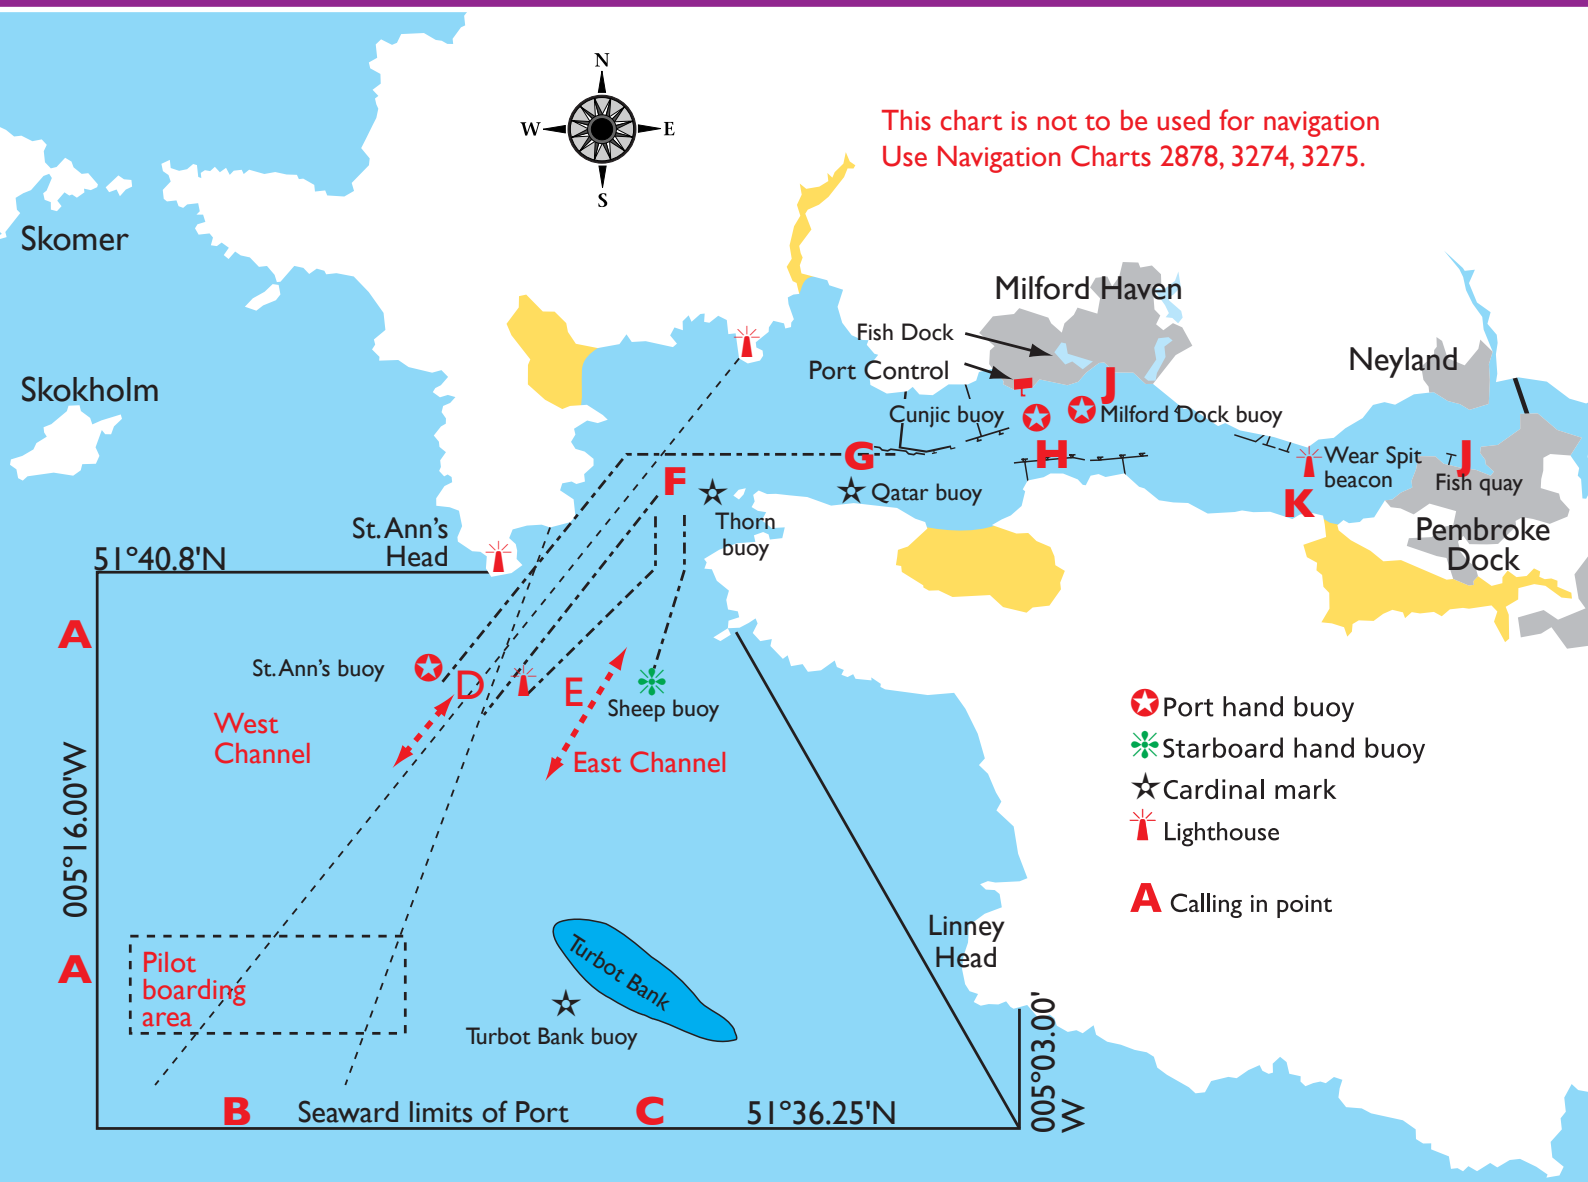 N
W
E
S
This chart is not to be used for navigation
Use Navigation Charts 2878, 3274, 3275.
Skomer
Skokholm
Milford Haven
Fish Dock
Port Control
Cunjic buoy
J
Milford Dock buoy
Neyland
G
H
F
Qatar buoy
Thorn
buoy
Wear Spit
beacon
J
Fish quay
K
Pembroke
Dock
St. Ann's
Head
51°40.8'N
A
St. Ann's buoy
D
E
Sheep buoy
West
Channel
East Channel
005°16.00'W
A
Pilot
boarding
area
Turbot Bank
Turbot Bank buoy
Linney
Head
005°03.00'
W
B
Seaward limits of Port
C
51°36.25'N
Port hand buoy
Starboard hand buoy
Cardinal mark
Lighthouse
A Calling in point